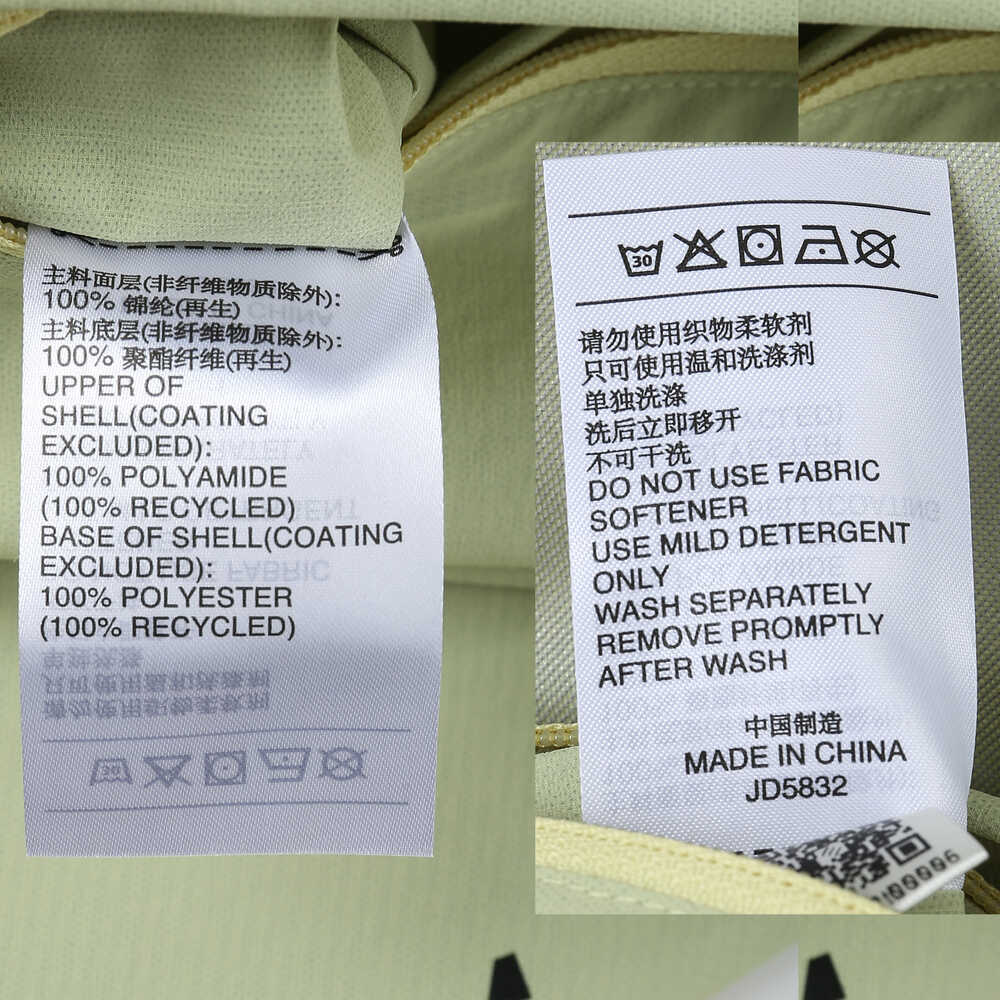 主料面层(非纤维物质除外):
100% 锦纶(再生)
主料底层(非纤维物质除外):
100% 聚酯纤维(再生)
UPPER OF
SHELL(COATING
EXCLUDED):
100% POLYAMIDE
(100% RECYCLED)
BASE OF SHELL(COATING
EXCLUDED):
100% POLYESTER
(100% RECYCLED)
30
请勿使用织物柔软剂
只可使用温和洗涤剂
单独洗涤
洗后立即移开
不可干洗
DO NOT USE FABRIC
SOFTENER
USE MILD DETERGENT
ONLY
WASH SEPARATELY
REMOVE PROMPTLY
AFTER WASH
中国制造
MADE IN CHINA
JD5832